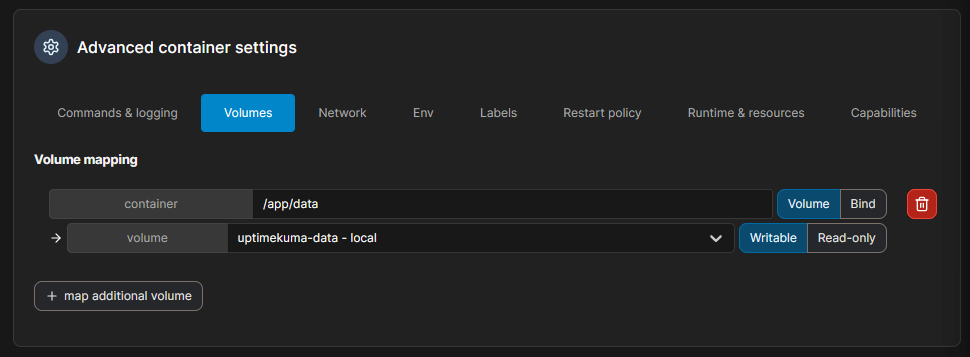 Advanced container settings
Commands & logging Volumes Network Env Labels Restart policy Runtime & resources Capabilities
Volume mapping
container /app/data Volume Bind
volume uptimekuma-data - local Writable Read-only
map additional volume